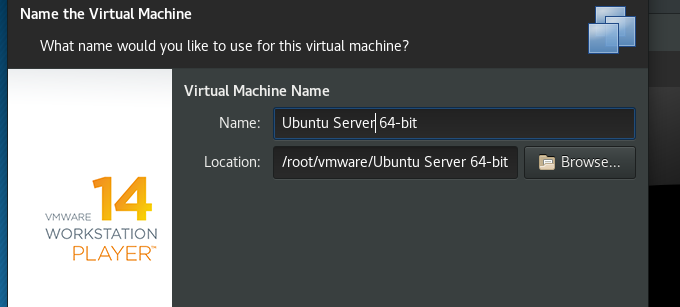 Name the Virtual Machine
What name would you like to use for this virtual machine?
Virtual Machine Name
Name: Ubuntu Server 64-bit
Location: /root/vmware/Ubuntu Server 64-bit Browse...
VMWARE 14
WORKSTATION
PLAYER™